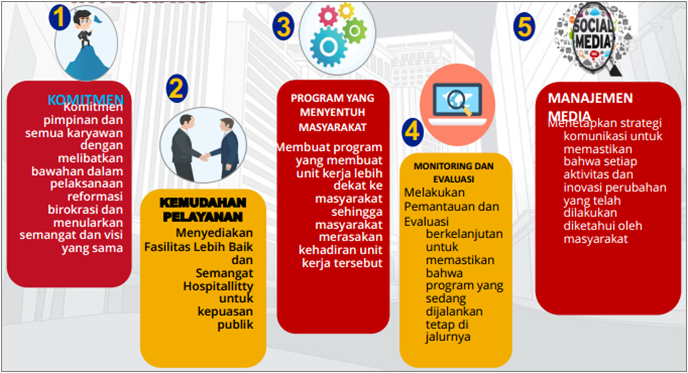 1
KOMITMEN
Komitmen
pimpinan dan
semua karyawan
dengan
melibatkan
bawahan dalam
pelaksanaan
reformasi
birokrasi dan
menularkan
semangat dan visi
yang sama
2
KEMUDAHAN
PELAYANAN
Menyediakan
Fasilitas Lebih Baik
dan
Semangat
Hospitallitty
untuk
kepuasan
publik
3
PROGRAM YANG
MENYENTUH
MASYARAKAT
Membuat program
yang membuat
unit kerja lebih
dekat ke
masyarakat
sehingga
masyarakat
merasakan
kehadiran unit
kerja tersebut
4
MONITORING DAN
EVALUASI
Melakukan
Pemantauan dan
Evaluasi
berkelanjutan
untuk
memastikan
bahwa
program yang
sedang
dijalankan
tetap di
jalurnya
5
SOCIAL
MEDIA
MANAJEMEN
MEDIA
Menetapkan strategi
komunikasi untuk
memastikan
bahwa setiap
aktivitas dan
inovasi perubahan
yang telah
dilakukan
diketahui oleh
masyarakat